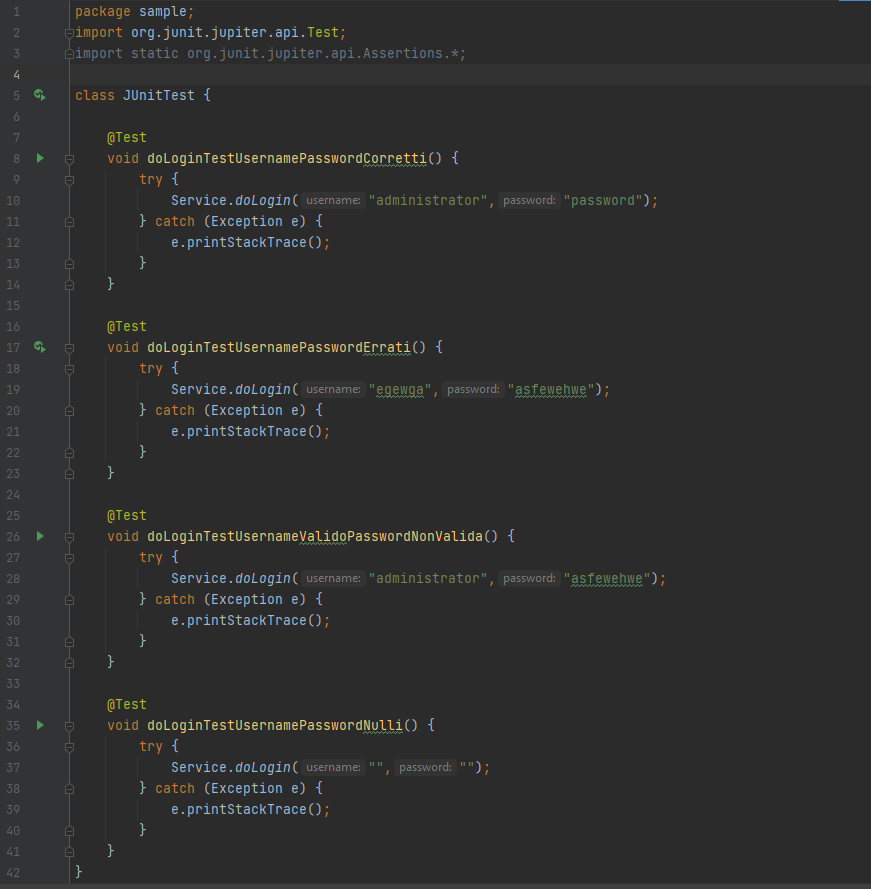 1 package sample;
2 import org.junit.jupiter.api.Test;
3 import static org.junit.jupiter.api.Assertions.*;
4
5 class JUnitTest {
6
7 @Test
8 void doLoginTestUsernamePasswordCorretti() {
9 try {
10 Service.doLogin( username: "administrator", password: "password");
11 } catch (Exception e) {
12 e.printStackTrace();
13 }
14 }
15
16 @Test
17 void doLoginTestUsernamePasswordErrati() {
18 try {
19 Service.doLogin( username: "egewga", password: "asfewehwe");
20 } catch (Exception e) {
21 e.printStackTrace();
22 }
23 }
24
25 @Test
26 void doLoginTestUsernameValidoPasswordNonValida() {
27 try {
28 Service.doLogin( username: "administrator", password: "asfewehwe");
29 } catch (Exception e) {
30 e.printStackTrace();
31 }
32 }
33
34 @Test
35 void doLoginTestUsernamePasswordNulli() {
36 try {
37 Service.doLogin( username: "", password: "");
38 } catch (Exception e) {
39 e.printStackTrace();
40 }
41 }
42 }